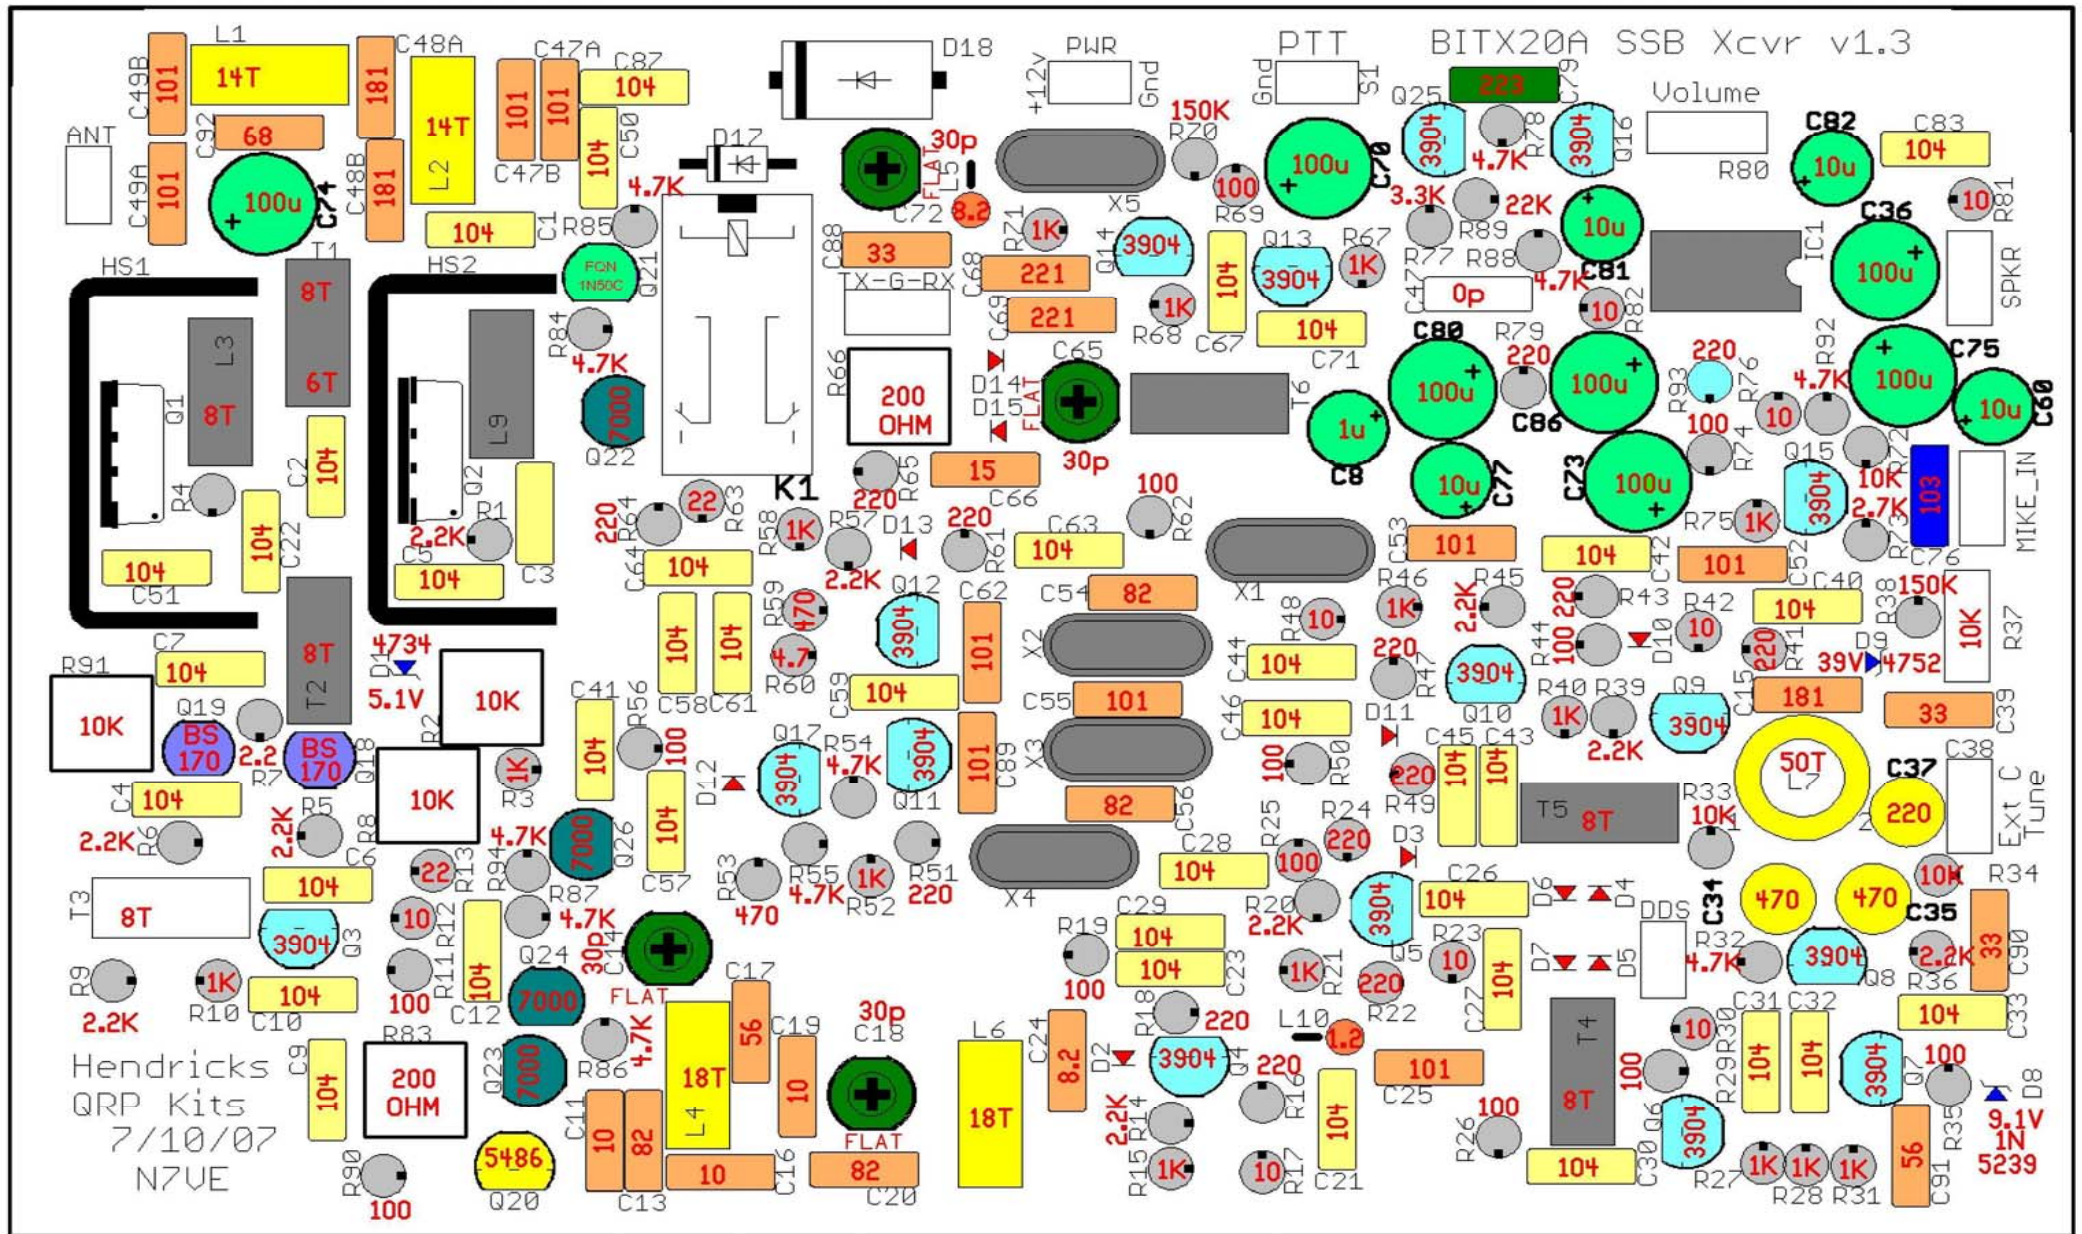 BITX20A SSB Xcvr v1.3
L1
14T
C49B
101
C92
68
181
C48A
14T
L2
C47A
101
101
C47B
C87
104
104
C50
D18
PWR
+12v
Gnd
PTT
Gnd
S1
Q25
3904
223
C79
R78
4.7K
3904
Q16
Volume
R80
C82
10u
C83
104
ANT
C49A
101
100u
C74
C48B
181
104
C1
4.7K
R85
D17
30p
FLAT
L5
8.2
C72
X5
150K
R70
100
R69
100u
C70
3.3K
R77
R89
22K
R88
4.7K
10u
C81
IC1
C36
100u
10
R81
SPKR
HS1
T1
8T
6T
HS2
FQN
1N50C
Q21
C88
33
TX-G-RX
R71
1K
C68
221
C69
221
Q14
3904
1K
R68
104
C67
Q13
3904
R67
1K
104
C71
C47
0p
10
R82
L3
8T
Q1
R4
L9
Q2
R84
4.7K
7000
Q22
K1
R66
200
OHM
D14
D15
FLAT
C65
30p
T6
1u
C8
C80
100u
R79
220
C86
100u
10u
C77
C73
100u
220
R93
R76
10
R92
4.7K
100u
C75
10u
C60
100
R74
Q15
3904
R72
10K
2.7K
R73
103
C76
MIKE_IN
R75
1K
C2
104
104
C22
104
C51
R1
2.2K
C5
104
C3
220
R64
22
R63
R58
1K
R57
2.2K
220
R65
15
C66
D13
220
R61
C63
104
100
R62
X1
C53
101
104
C42
101
C52
C64
104
R59
470
4.7
R60
Q12
3904
C62
101
C54
82
X2
R48
10
R46
1K
2.2K
R45
220
R43
R44
100
D10
R42
10
220
R41
C40
104
R38
150K
D9
39V
4752
10K
R37
C7
104
R91
10K
Q19
BS
170
2.2
R7
8T
T2
BS
170
Q18
4734
D1
5.1V
10K
R2
R8
10K
1K
R3
C41
104
R56
100
104
C58
104
C61
C59
104
C55
101
X3
C44
104
C46
104
220
R47
3904
Q10
R40
1K
R39
2.2K
Q9
3904
C15
181
33
C39
C4
104
2.2K
R6
2.2K
R5
C6
104
D12
Q17
3904
R54
4.7K
3904
Q11
101
C89
82
C56
100
R50
D11
220
R49
C45
104
C43
104
T5
8T
50T
L7
C37
220
C38
Ext C
Tune
R33
10K
T3
8T
3904
Q3
22
R13
10
R12
4.7K
R94
R87
4.7K
7000
Q26
104
C57
R53
470
R55
4.7K
1K
R52
R51
220
X4
C28
104
R25
100
R24
220
D3
R20
2.2K
3904
Q5
C26
104
D6
D4
D7
D5
DDS
C34
470
470
C35
10K
R34
R9
2.2K
1K
R10
104
C10
R11
100
104
C12
Q24
7000
30p
C14
FLAT
R19
100
C29
104
104
C23
1K
R21
220
R22
R23
10
104
C27
R32
4.7K
3904
Q8
2.2K
R36
33
C90
104
C33
Hendricks
QRP Kits
7/10/07
N7VE
C9
104
R83
200
OHM
R90
100
Q23
7000
4.7K
R86
5486
Q20
C11
10
82
C13
18T
L4
C17
56
C19
10
10
C16
30p
C18
FLAT
82
C20
L6
18T
C24
8.2
D2
R18
220
3904
Q4
L10
1.2
2.2K
R14
R15
1K
220
R16
10
R17
104
C21
101
C25
100
R26
T4
8T
104
C30
10
R30
100
R29
Q6
3904
C31
104
C32
104
3904
Q7
100
R35
D8
9.1V
1N
5239
R27
1K
1K
R28
1K
R31
56
C91